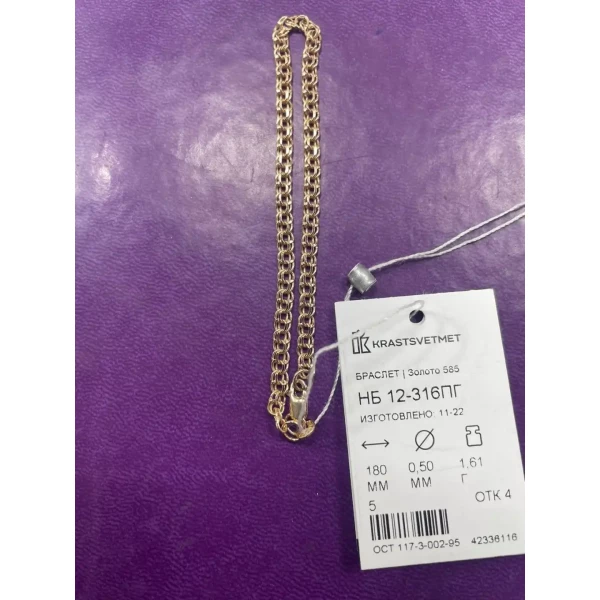 KRASTSVETMET
БРАСЛЕТ | Золото 585
НБ 12-316ПГ
ИЗГОТОВЛЕНО: 11-22
180 0,50 1,61
ММ ММ Г
5 ОТК 4
ОСТ 117-3-002-95 42336116